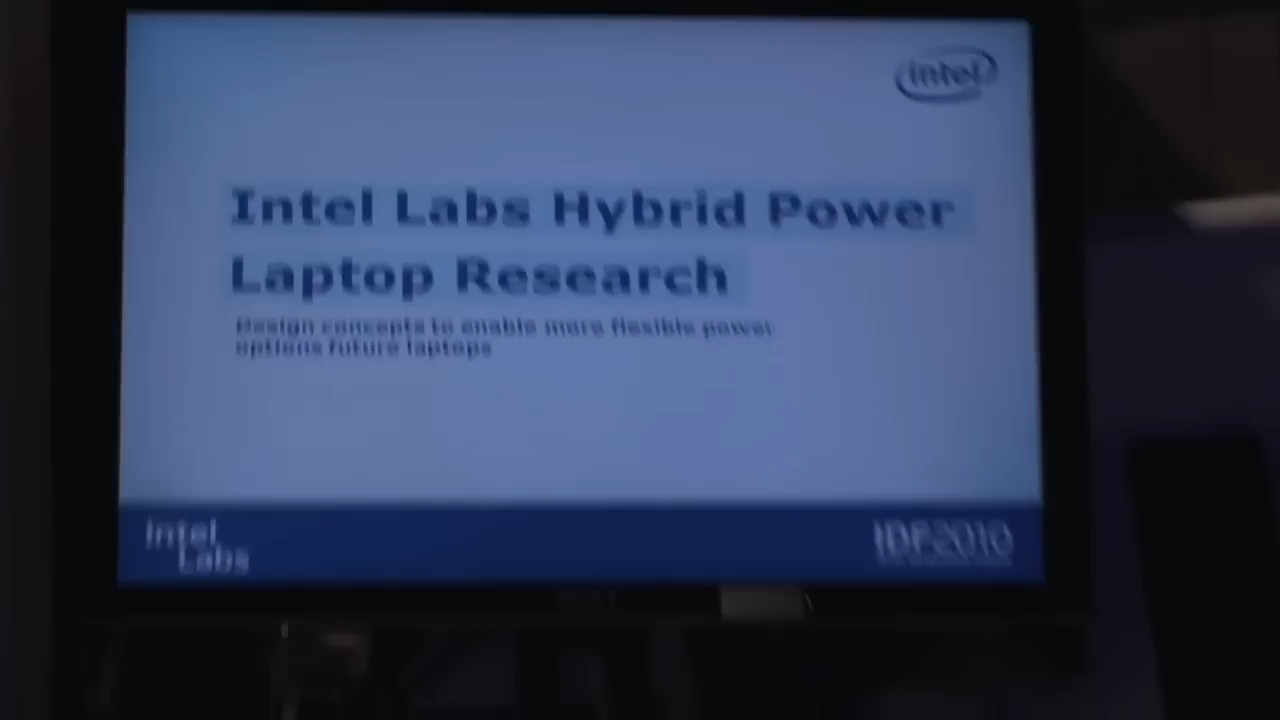 intel
Intel Labs Hybrid Power
Laptop Research
Design concepts to enable more flexible power
options future laptops
intel
Labs
IDF2010